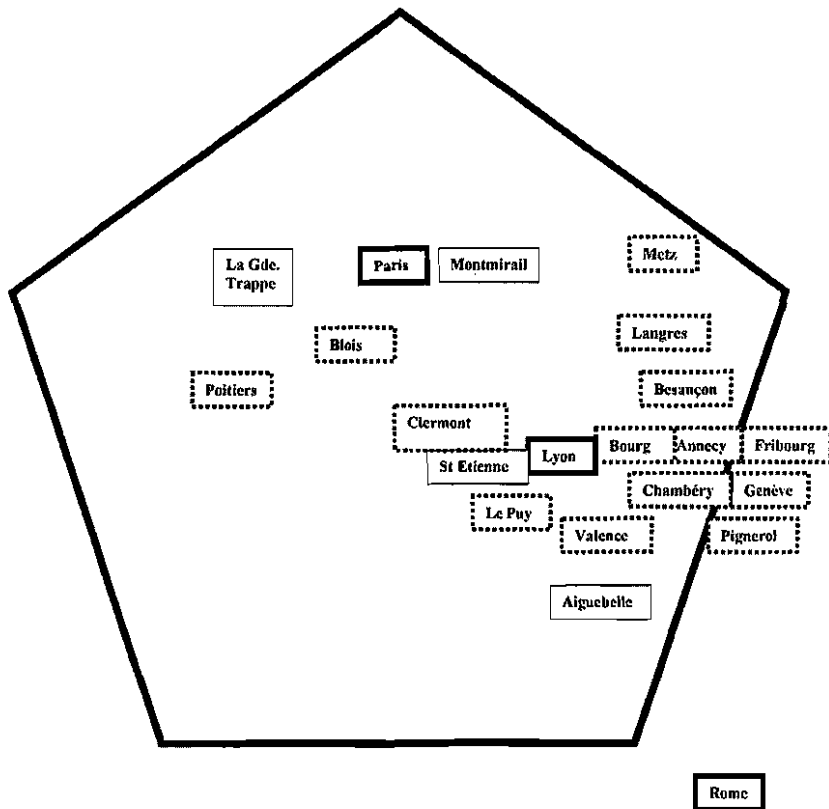 Metz
La Gde.
Trappe
Paris
Montmirail
Langres
Blois
Poitiers
Besançon
Clermont
Bourg
Annecy
Fribourg
Lyon
St Etienne
Chambéry
Genève
Le Puy
Valence
Pignerol
Aiguebelle
Rome